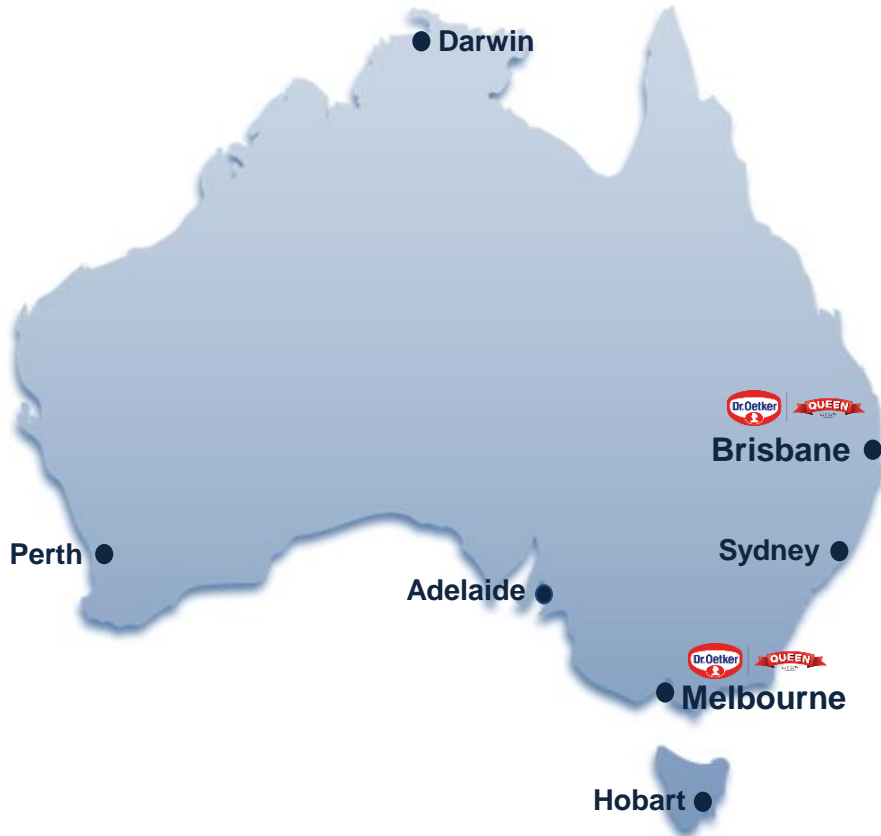 Darwin
Dr.Oetker
QUEEN
Brisbane
Perth
Sydney
Adelaide
Dr.Oetker
QUEEN
Melbourne
Hobart